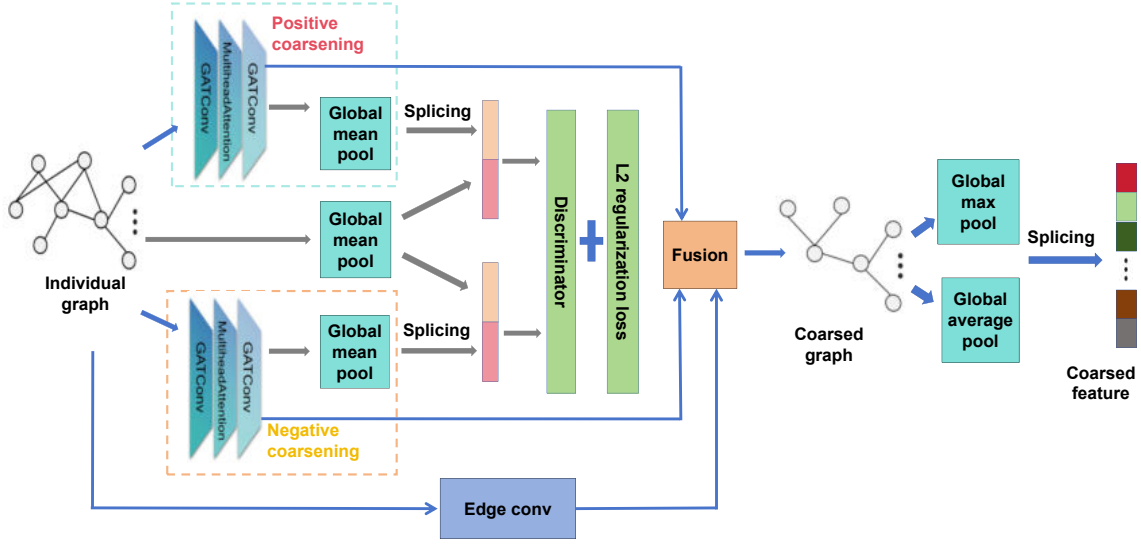 Positive
coarsening
GATConv
MultiheadAttention
GATConv
Global
mean
pool
Splicing
Individual
graph
Global
mean
pool
Discriminator
L2 regularization loss
Fusion
Coarsed
graph
Global
max
pool
Global
average
pool
Splicing
Coarsed
feature
GATConv
MultiheadAttention
GATConv
Global
mean
pool
Splicing
Negative
coarsening
Edge conv